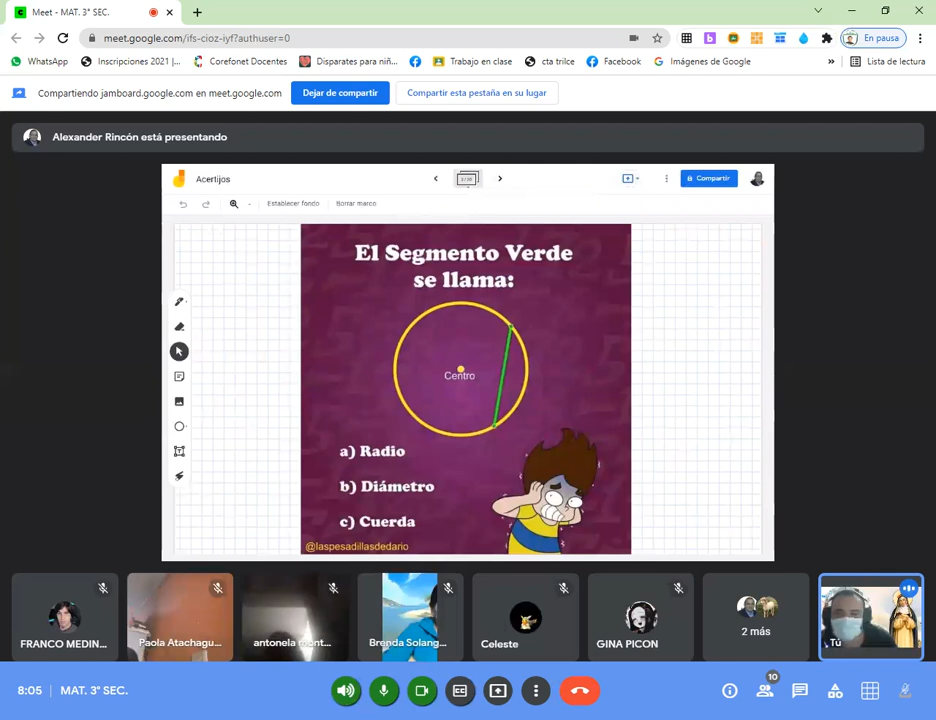 Meet - MAT. 3° SEC.
meet.google.com/ifs-cioz-iyf?authuser=0
En pausa
WhatsApp
Inscripciones 2021 |...
Corefonet Docentes
Disparates para niñ...
Trabajo en clase
cta trilce
Facebook
Imágenes de Google
»
Lista de lectura
Compartiendo jamboard.google.com en meet.google.com
Dejar de compartir
Compartir esta pestaña en su lugar
Alexander Rincón está presentando
Acertijos
Compartir
Establecer fondo
Borrar marco
El Segmento Verde
se llama:
Centro
a) Radio
b) Diámetro
c) Cuerda
@laspesadillasdedario
FRANCO MEDIN...
Paola Atachagu...
antonela mont...
Brenda Solang...
Celeste
GINA PICON
2 más
Tú
8:05 | MAT. 3° SEC.
10